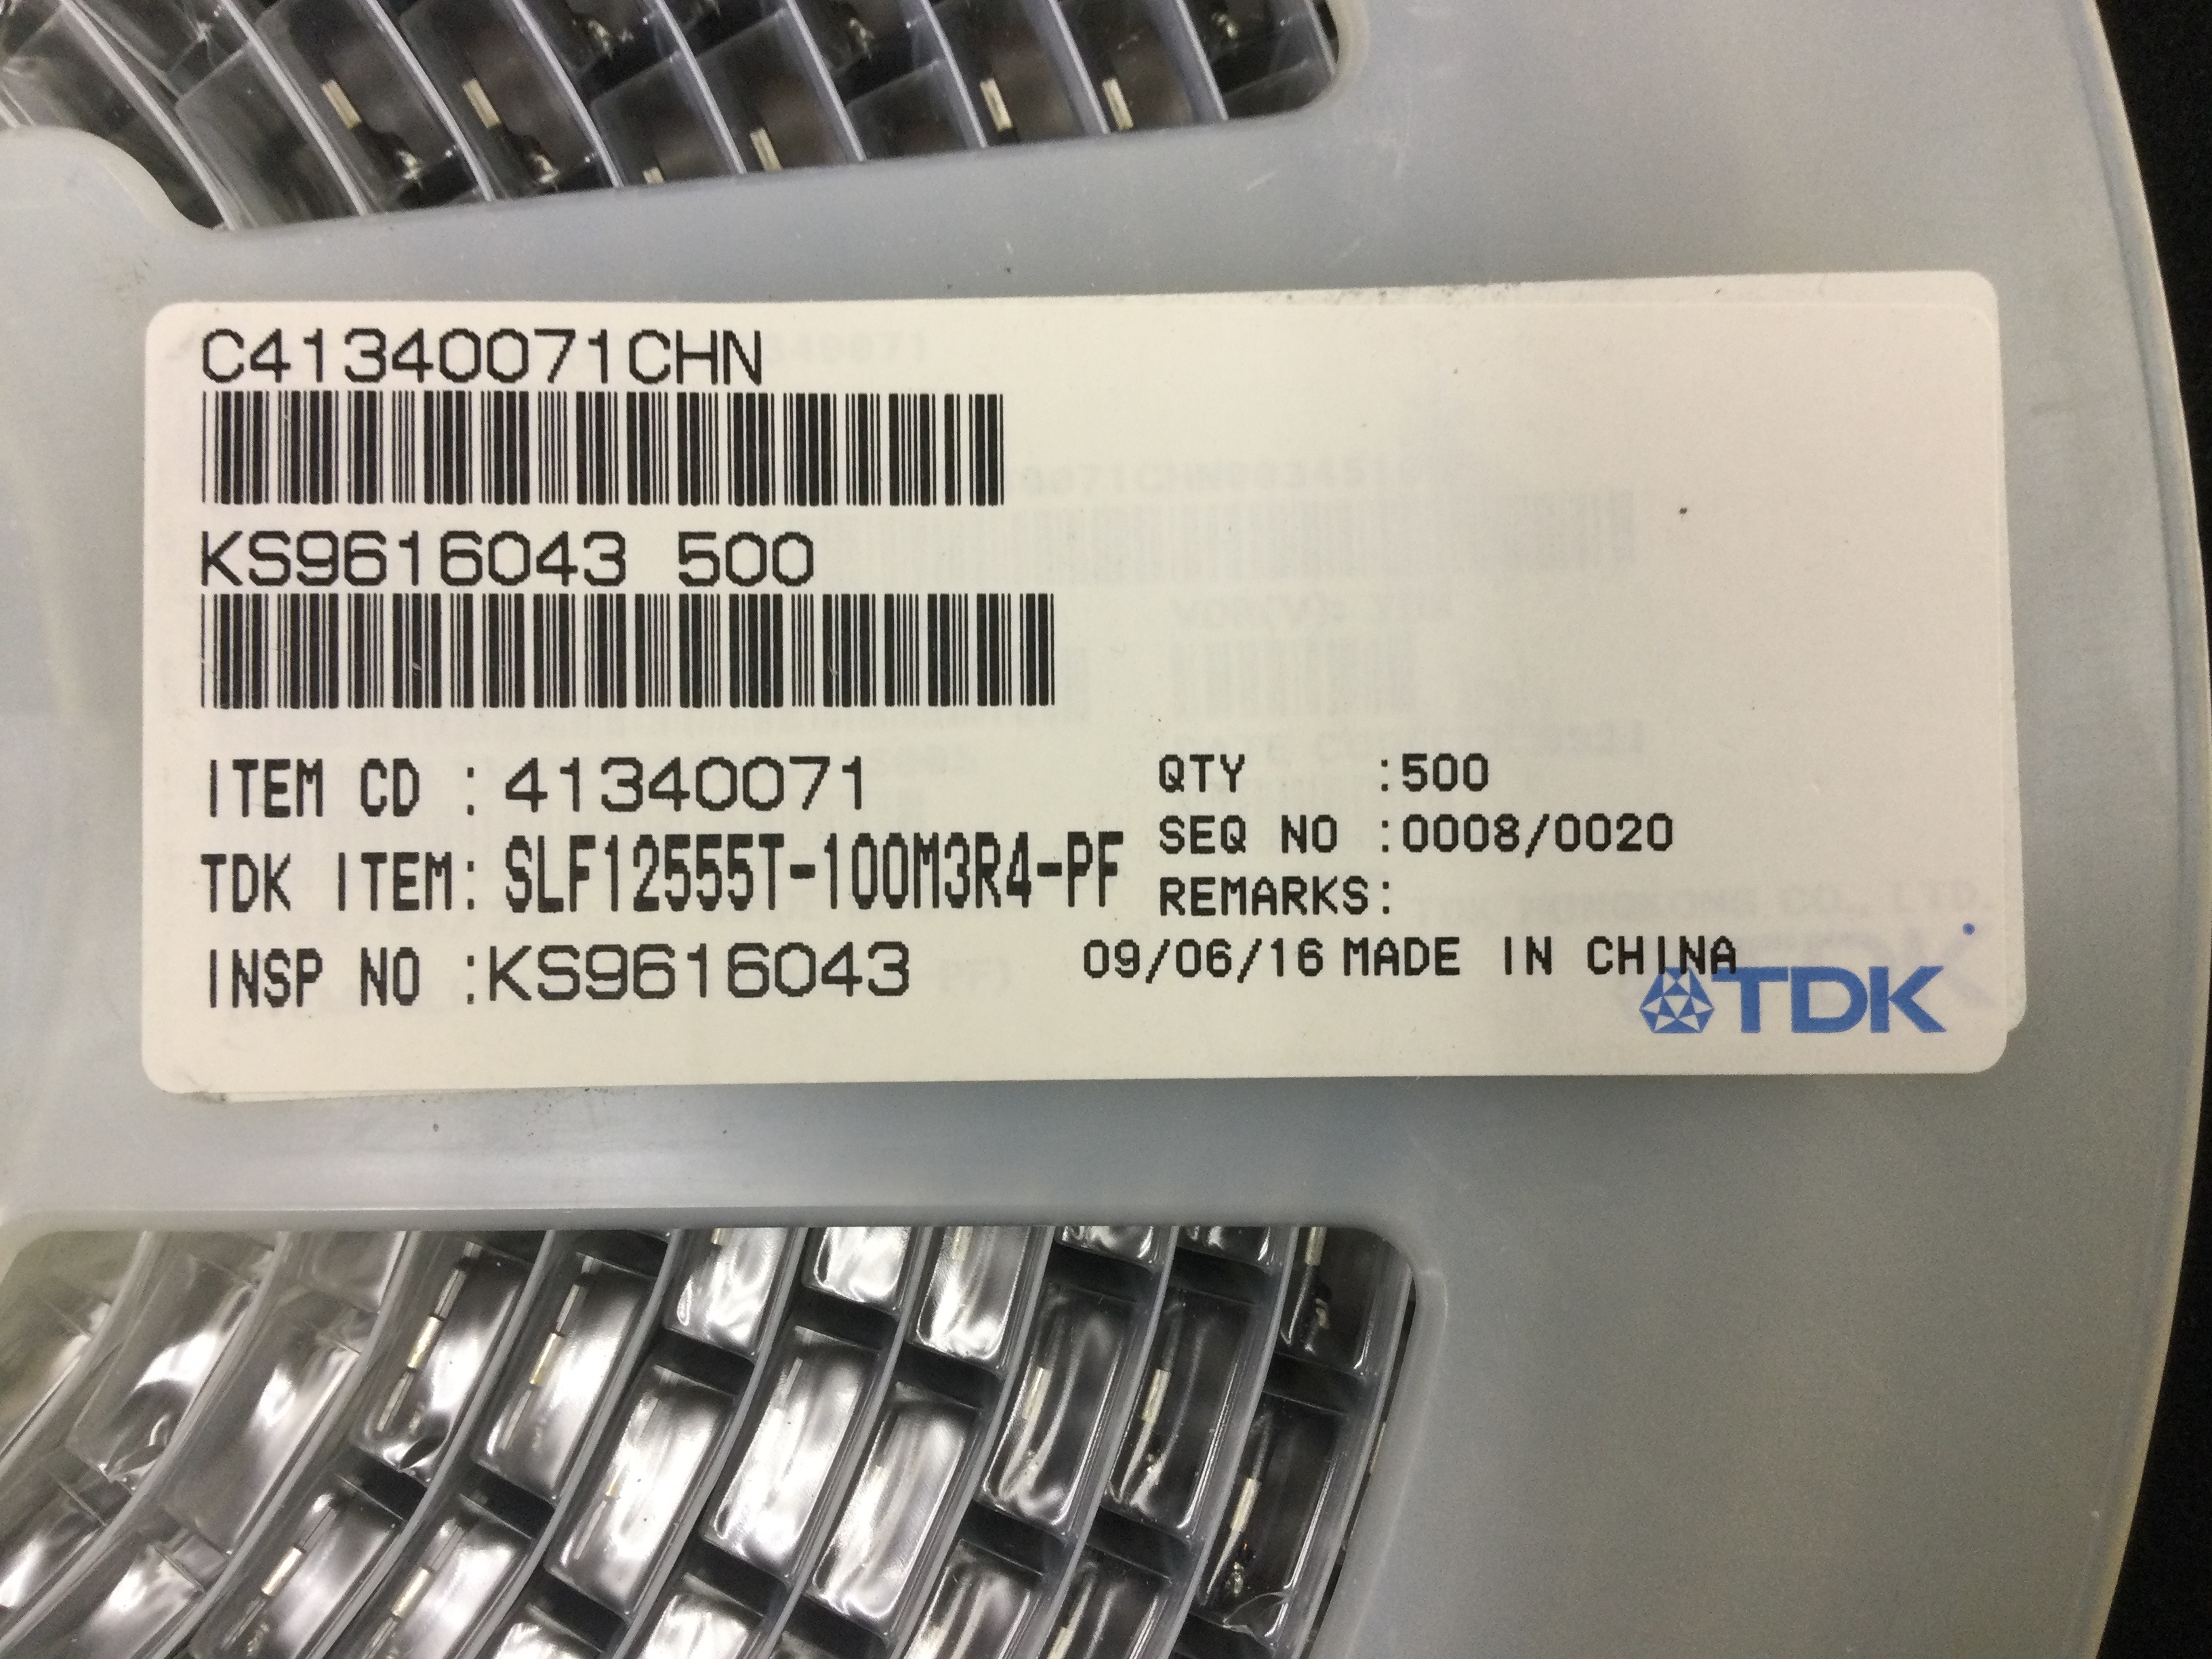 C41340071CHN
KS9616043 500
ITEM CD : 41340071
QTY :500
TDK ITEM: SLF12555T-100M3R4-PF
SEQ NO :0008/0020
REMARKS:
INSP NO :KS9616043
09/06/16 MADE IN CHINA
TDK